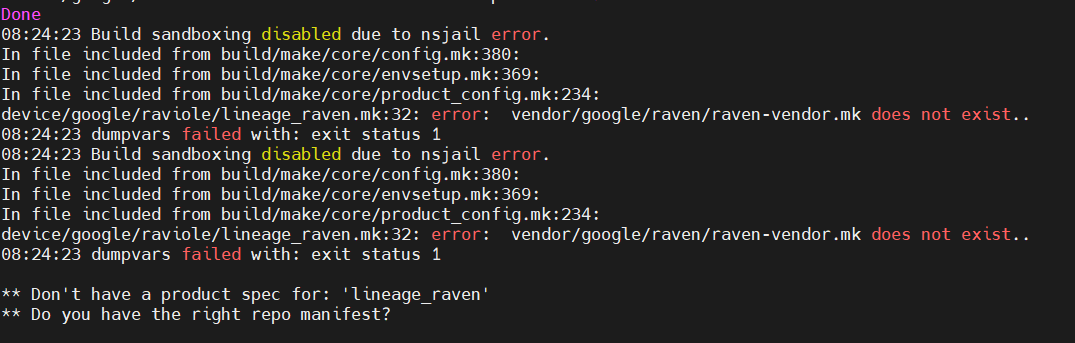 Done
08:24:23 Build sandboxing disabled due to nsjail error.
In file included from build/make/core/config.mk:380:
In file included from build/make/core/envsetup.mk:369:
In file included from build/make/core/product_config.mk:234:
device/google/raviole/lineage_raven.mk:32: error:  vendor/google/raven/raven-vendor.mk does not exist..
08:24:23 dumpvars failed with: exit status 1
08:24:23 Build sandboxing disabled due to nsjail error.
In file included from build/make/core/config.mk:380:
In file included from build/make/core/envsetup.mk:369:
In file included from build/make/core/product_config.mk:234:
device/google/raviole/lineage_raven.mk:32: error:  vendor/google/raven/raven-vendor.mk does not exist..
08:24:23 dumpvars failed with: exit status 1
** Don't have a product spec for: 'lineage_raven'
** Do you have the right repo manifest?